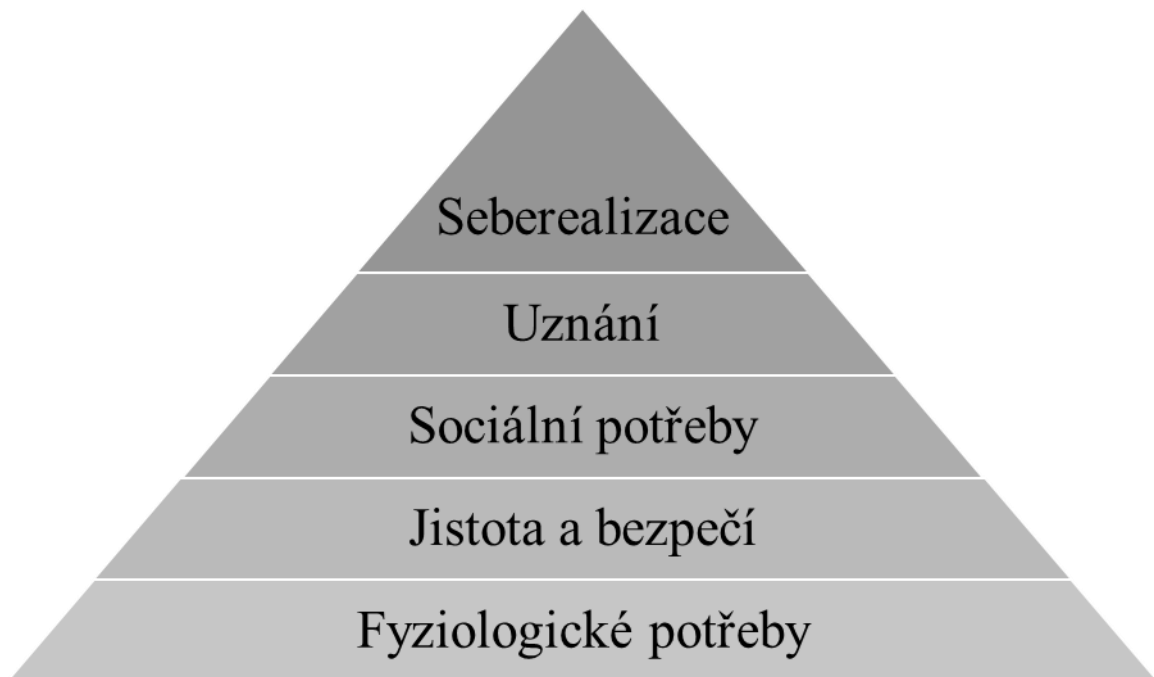 Seberealizace
Uznání
Sociální potřeby
Jistota a bezpečí
Fyziologické potřeby